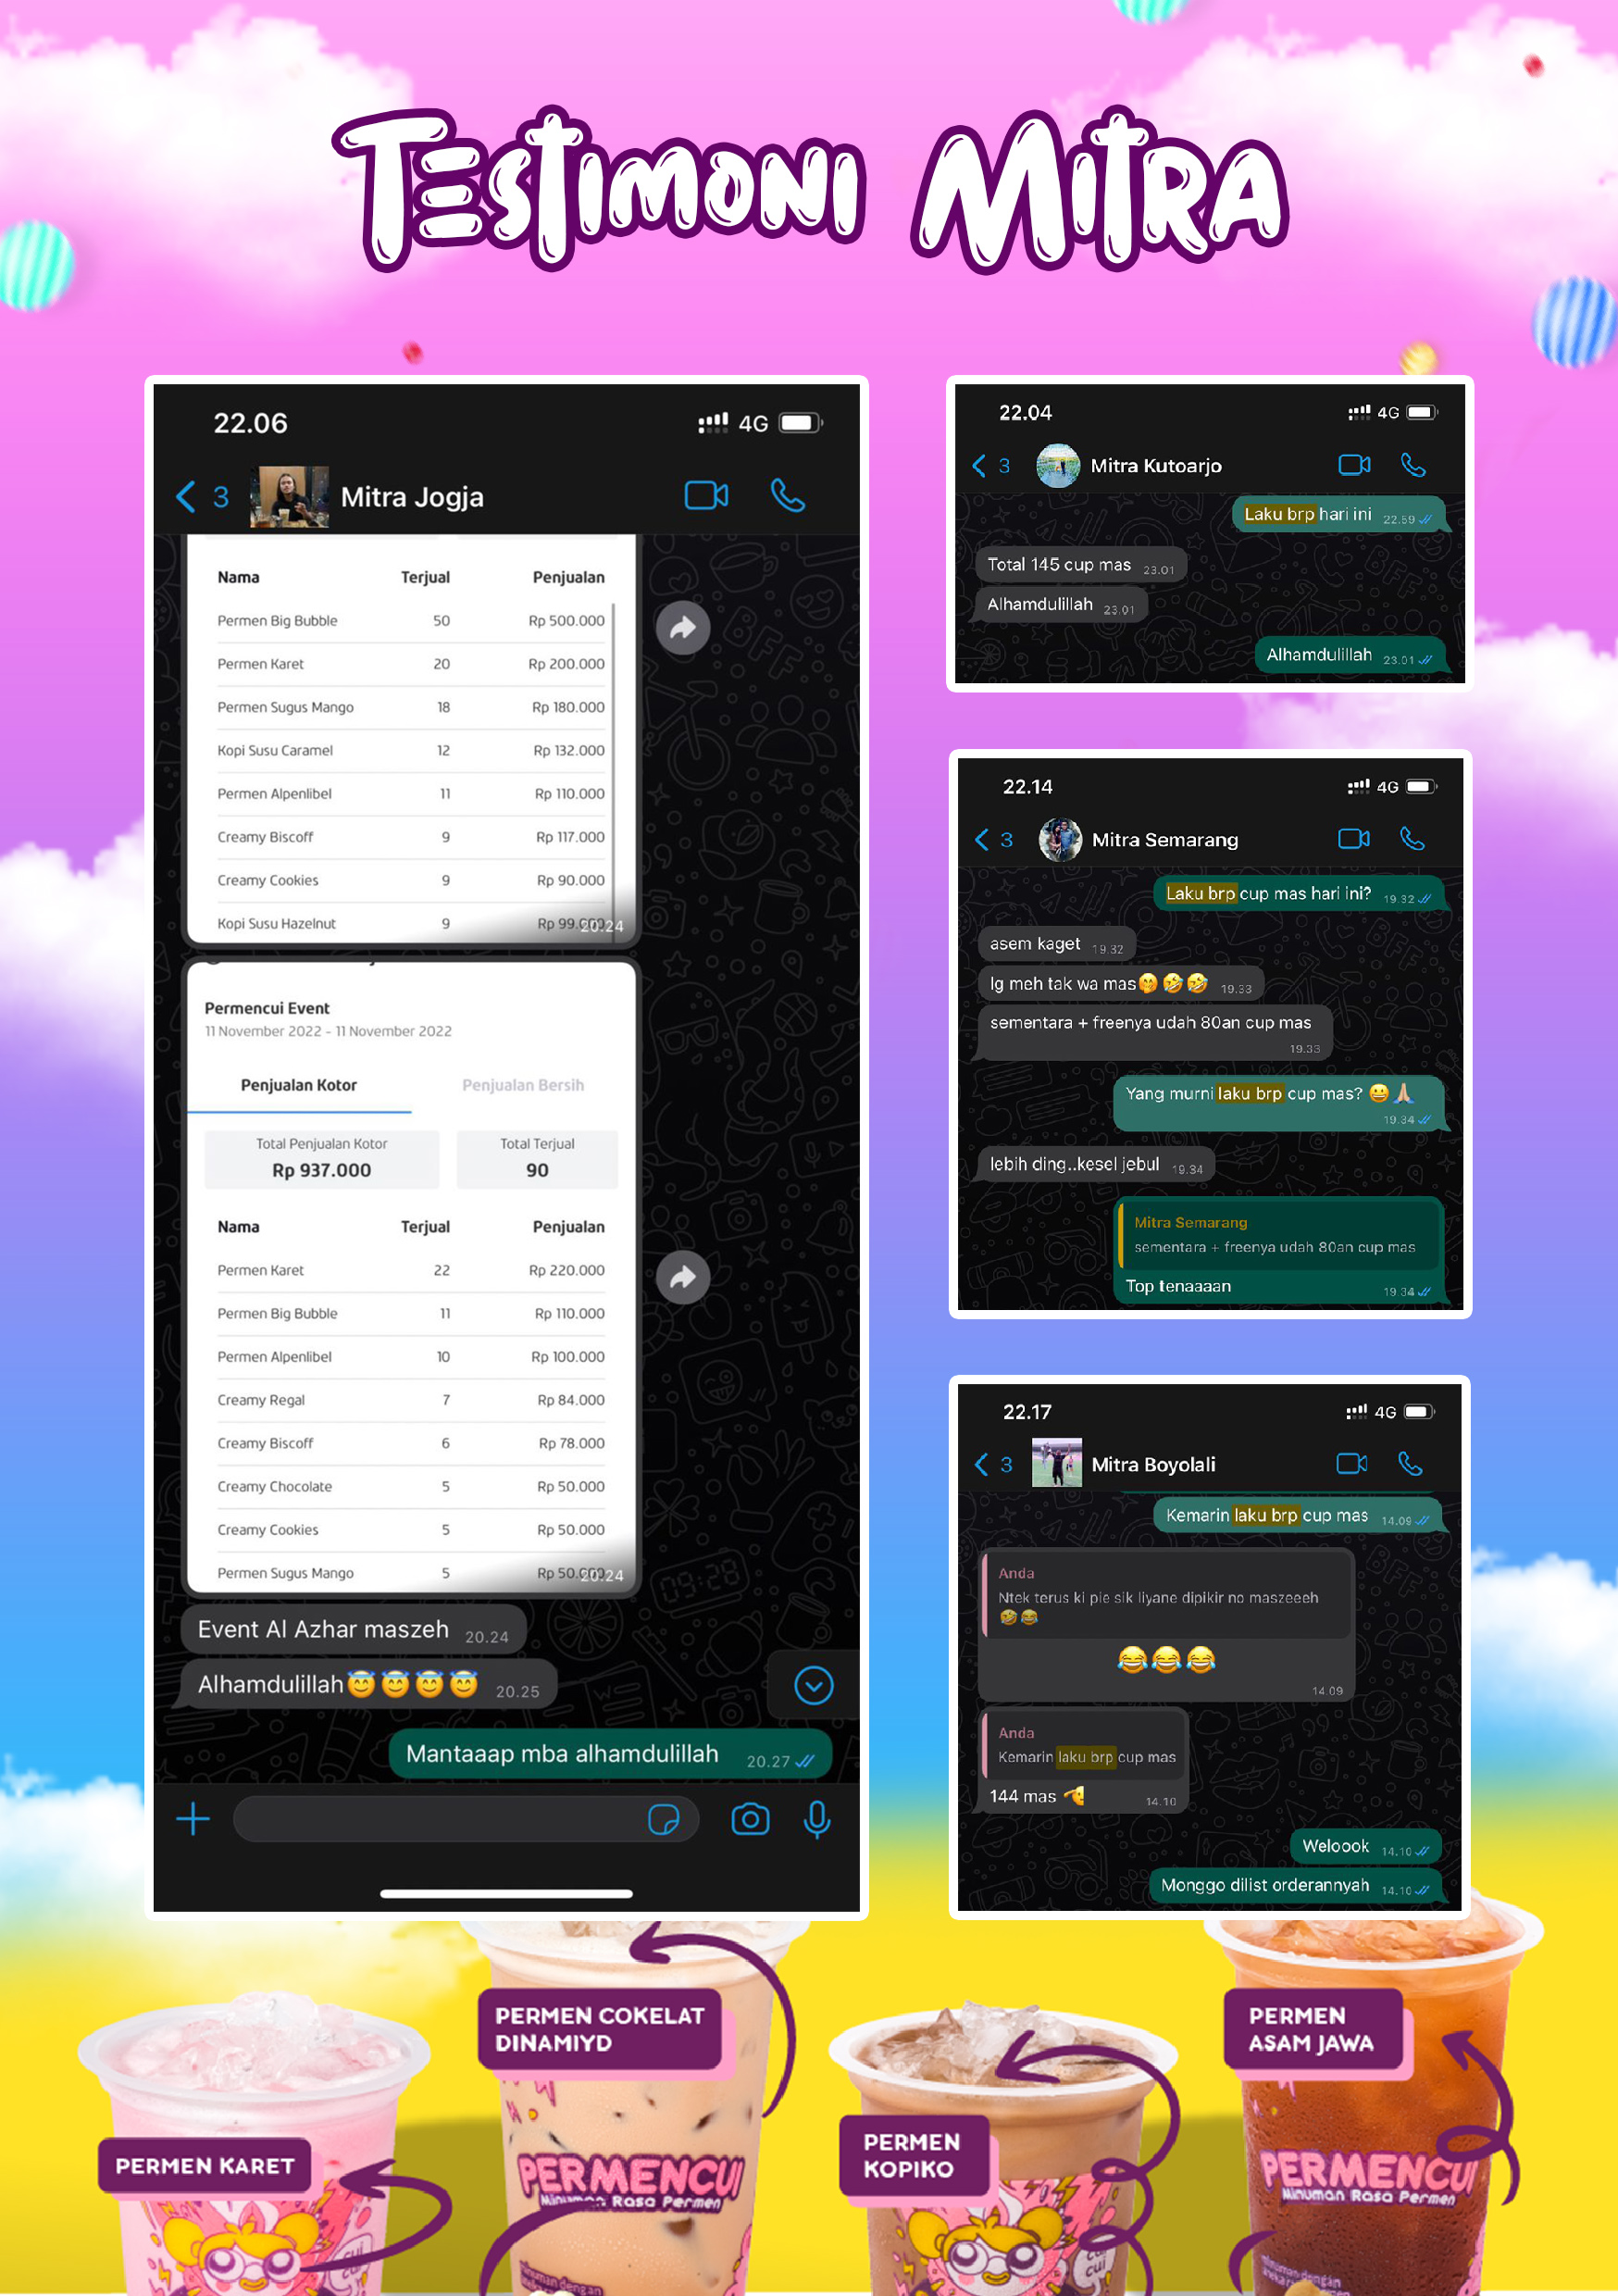 Testimoni Mitra
22.06
4G
3
Mitra Jogja
Nama Terjual Penjualan
Permen Big Bubble 50 Rp 500.000
Permen Karet 20 Rp 200.000
Permen Sugus Mango 18 Rp 180.000
Kopi Susu Caramel 12 Rp 132.000
Permen Alpenlibel 11 Rp 110.000
Creamy Biscoff 9 Rp 117.000
Creamy Cookies 9 Rp 90.000
Kopi Susu Hazelnut 9 Rp 99.000
20.24
Permencui Event
11 November 2022 - 11 November 2022
Penjualan Kotor Penjualan Bersih
Total Penjualan Kotor Total Terjual
Rp 937.000 90
Nama Terjual Penjualan
Permen Karet 22 Rp 220.000
Permen Big Bubble 11 Rp 110.000
Permen Alpenlibel 10 Rp 100.000
Creamy Regal 7 Rp 84.000
Creamy Biscoff 6 Rp 78.000
Creamy Chocolate 5 Rp 50.000
Creamy Cookies 5 Rp 50.000
Permen Sugus Mango 5 Rp 50.000
20.24
Event Al Azhar maszeh 20.24
Alhamdulillah😇😇😇😇 20.25
Mantaaap mba alhamdulillah 20.27
22.04
4G
3
Mitra Kutoarjo
Laku brp hari ini 22.59
Total 145 cup mas 23.01
Alhamdulillah 23.01
Alhamdulillah 23.01
22.14
4G
3
Mitra Semarang
Laku brp cup mas hari ini? 19.32
asem kaget 19.32
lg meh tak wa mas🤭🤣🤣 19.33
sementara + freenya udah 80an cup mas
19.33
Yang murni laku brp cup mas? 😀🙏🏼
19.34
lebih ding..kesel jebul 19.34
Mitra Semarang
sementara + freenya udah 80an cup mas
Top tenaaaan 19.34
22.17
4G
3
Mitra Boyolali
Kemarin laku brp cup mas 14.09
Anda
Ntek terus ki pie sik liyane dipikir no maszeeeh
🤣😂
😂😂😂
14.09
Anda
Kemarin laku brp cup mas
144 mas 🫡 14.10
Weloook 14.10
Monggo dilist orderannyah 14.10
PERMEN KARET
PERMEN COKELAT
DINAMIYD
PERMENCUI
Minuman Rasa Permen
minuman dengan
PERMEN
KOPIKO
PERMEN
ASAM JAWA
PERMENCUI
Minuman Rasa Permen